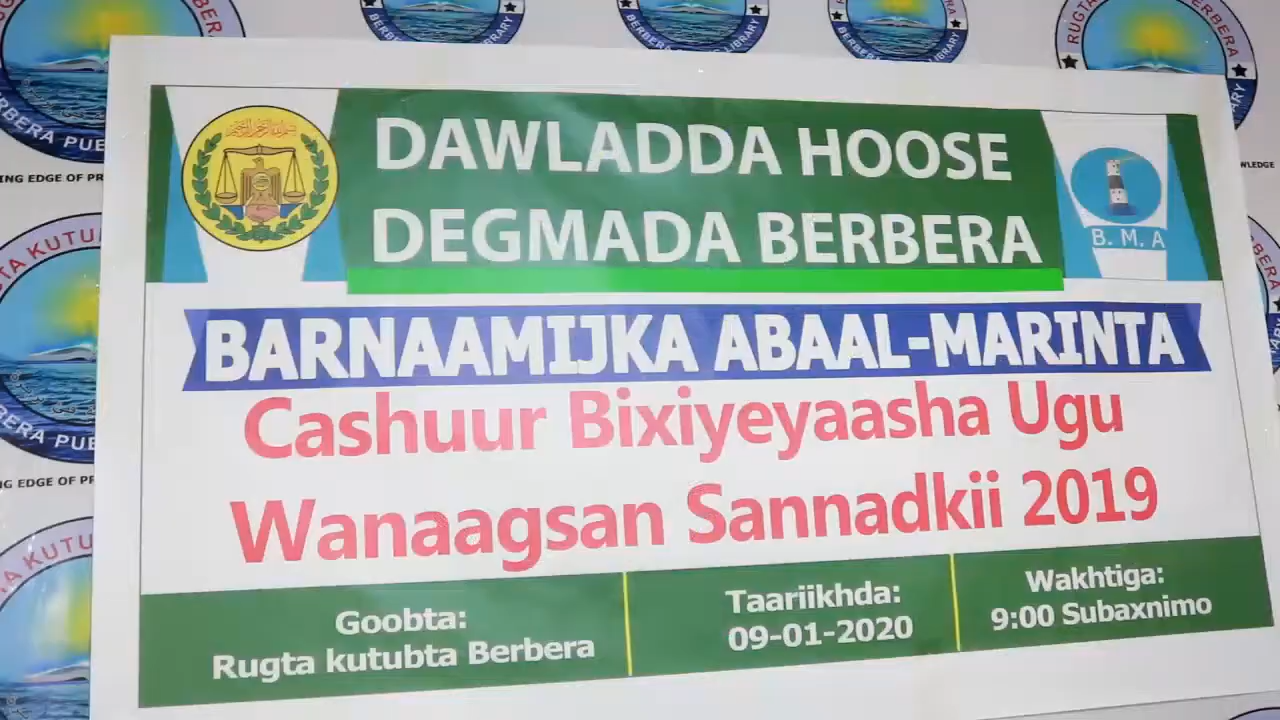 DAWLADDA HOOSE
DEGMADA BERBERA
B. M. A
BARNAAMIJKA ABAAL-MARINTA
Cashuur Bixiyeyaasha Ugu
Wanaagsan Sannadkii 2019
Goobta:
Rugta kutubta Berbera
Taariikhda:
09-01-2020
Wakhtiga:
9:00 Subaxnimo